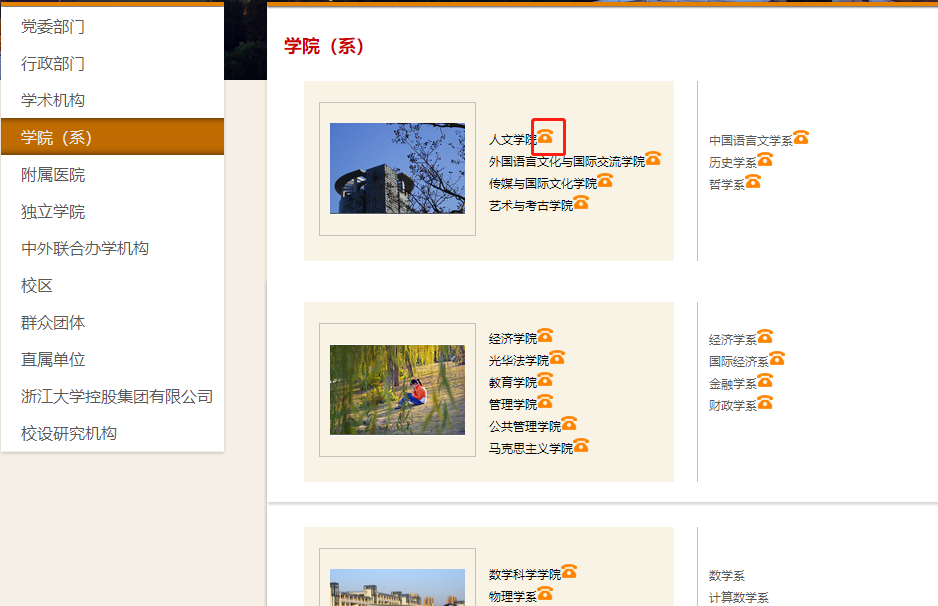 党委部门
行政部门
学术机构
学院（系）
附属医院
独立学院
中外联合办学机构
校区
群众团体
直属单位
浙江大学控股集团有限公司
校设研究机构
学院（系）
人文学院
外国语言文化与国际交流学院
传媒与国际文化学院
艺术与考古学院
中国语言文学系
历史学系
哲学系
经济学院
光华法学院
教育学院
管理学院
公共管理学院
马克思主义学院
经济学系
国际经济系
金融学系
财政学系
数学科学学院
物理学系
数学系
计算数学系